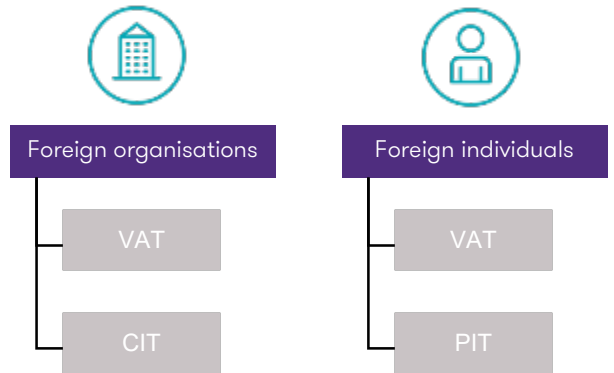 Foreign organisations
VAT
CIT
Foreign individuals
VAT
PIT